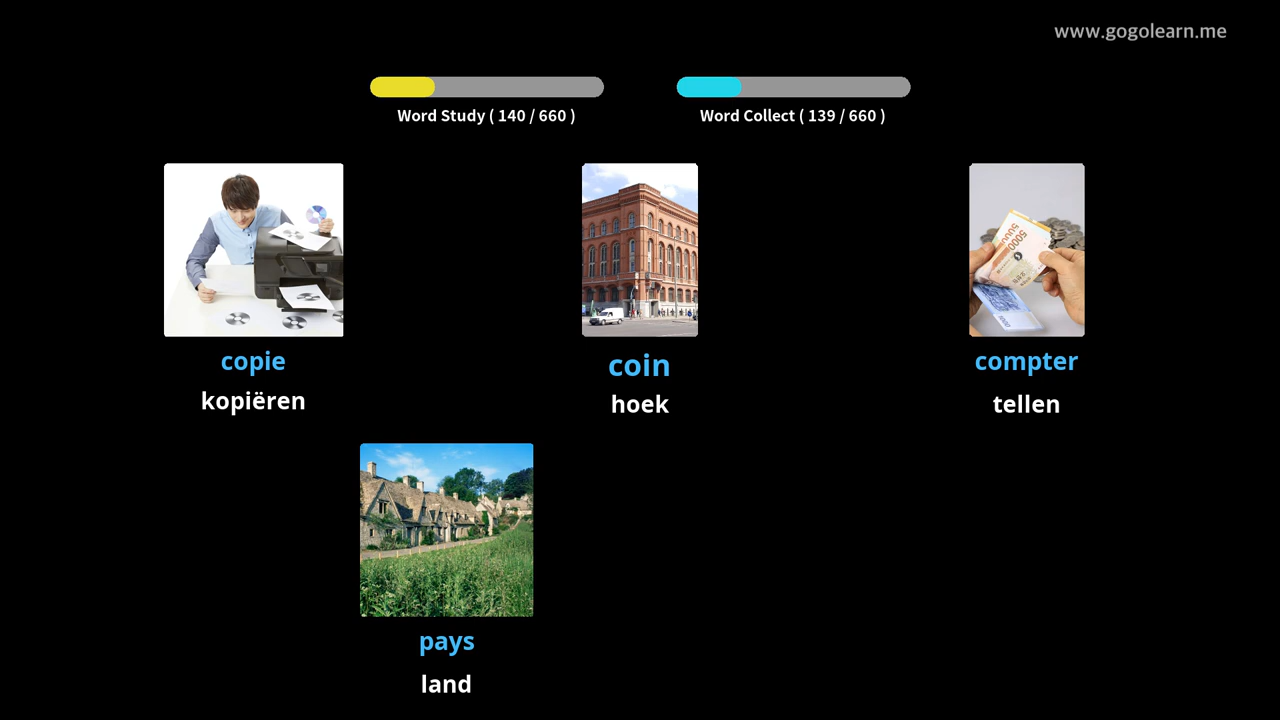 www.gogolearn.me
Word Study ( 140 / 660 )
Word Collect ( 139 / 660 )
copie
kopiëren
coin
hoek
compter
tellen
pays
land